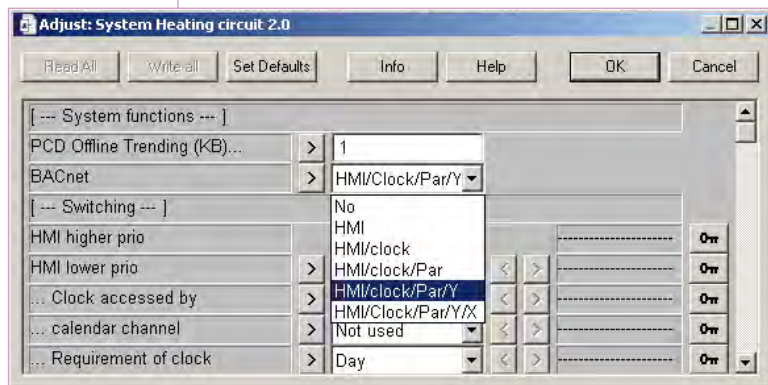 Adjust: System Heating circuit 2.0
Read All Write all Set Defaults Info Help OK Cancel
[ --- System functions --- ]
PCD Offline Trending (KB)... > 1
BACnet > HMI/Clock/Par/Y
[ --- Switching --- ]
No
HMI
HMI/clock
HMI/clock/Par
HMI/clock/Par/Y
HMI/Clock/Par/Y/X
HMI higher prio --------------------
HMI lower prio > < > --------------------
... Clock accessed by > < > --------------------
... calendar channel > Not used < > --------------------
... Requirement of clock > Day < > --------------------